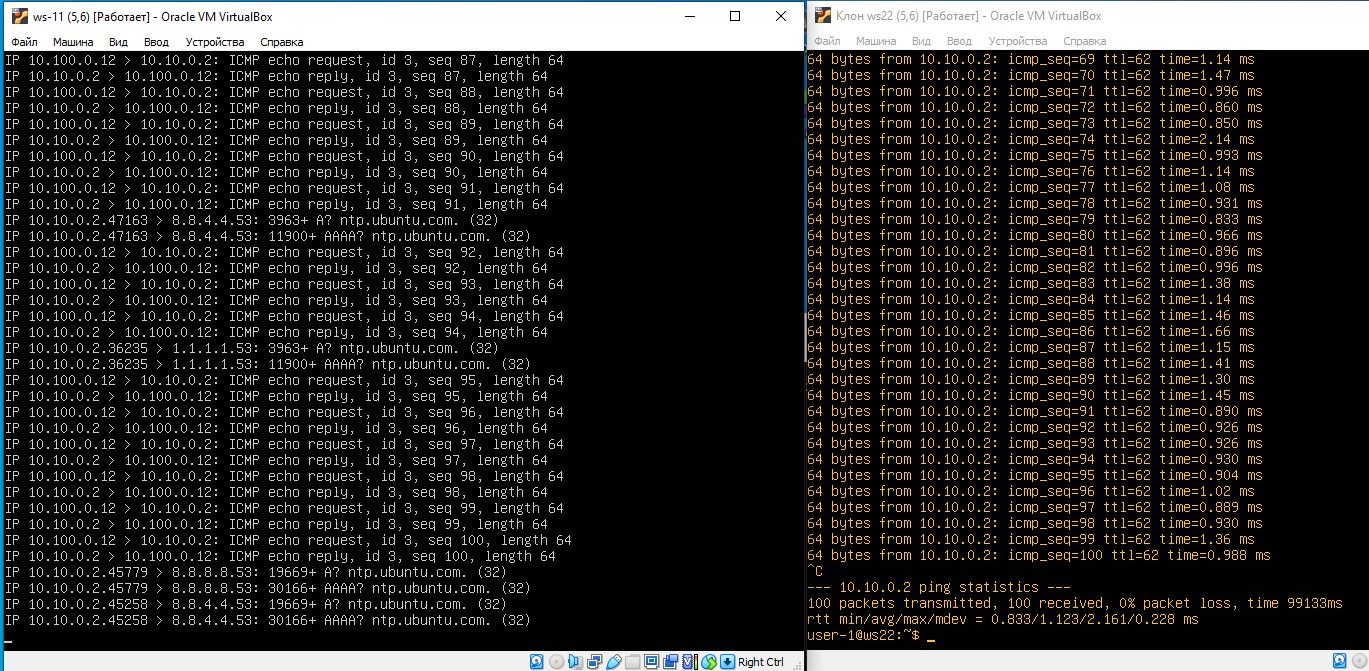 ws-11 (5,6) [Работает] - Oracle VM VirtualBox
Файл Машина Вид Ввод Устройства Справка
IP 10.100.0.12 > 10.10.0.2: ICMP echo request, id 3, seq 87, length 64
IP 10.10.0.2 > 10.100.0.12: ICMP echo reply, id 3, seq 87, length 64
IP 10.100.0.12 > 10.10.0.2: ICMP echo request, id 3, seq 88, length 64
IP 10.10.0.2 > 10.100.0.12: ICMP echo reply, id 3, seq 88, length 64
IP 10.100.0.12 > 10.10.0.2: ICMP echo request, id 3, seq 89, length 64
IP 10.10.0.2 > 10.100.0.12: ICMP echo reply, id 3, seq 89, length 64
IP 10.100.0.12 > 10.10.0.2: ICMP echo request, id 3, seq 90, length 64
IP 10.10.0.2 > 10.100.0.12: ICMP echo reply, id 3, seq 90, length 64
IP 10.100.0.12 > 10.10.0.2: ICMP echo request, id 3, seq 91, length 64
IP 10.10.0.2 > 10.100.0.12: ICMP echo reply, id 3, seq 91, length 64
IP 10.10.0.2.47163 > 8.8.4.4.53: 3963+ A? ntp.ubuntu.com. (32)
IP 10.10.0.2.47163 > 8.8.4.4.53: 11900+ AAAA? ntp.ubuntu.com. (32)
IP 10.100.0.12 > 10.10.0.2: ICMP echo request, id 3, seq 92, length 64
IP 10.10.0.2 > 10.100.0.12: ICMP echo reply, id 3, seq 92, length 64
IP 10.100.0.12 > 10.10.0.2: ICMP echo request, id 3, seq 93, length 64
IP 10.10.0.2 > 10.100.0.12: ICMP echo reply, id 3, seq 93, length 64
IP 10.100.0.12 > 10.10.0.2: ICMP echo request, id 3, seq 94, length 64
IP 10.10.0.2 > 10.100.0.12: ICMP echo reply, id 3, seq 94, length 64
IP 10.10.0.2.36235 > 1.1.1.1.53: 3963+ A? ntp.ubuntu.com. (32)
IP 10.10.0.2.36235 > 1.1.1.1.53: 11900+ AAAA? ntp.ubuntu.com. (32)
IP 10.100.0.12 > 10.10.0.2: ICMP echo request, id 3, seq 95, length 64
IP 10.10.0.2 > 10.100.0.12: ICMP echo reply, id 3, seq 95, length 64
IP 10.100.0.12 > 10.10.0.2: ICMP echo request, id 3, seq 96, length 64
IP 10.10.0.2 > 10.100.0.12: ICMP echo reply, id 3, seq 96, length 64
IP 10.100.0.12 > 10.10.0.2: ICMP echo request, id 3, seq 97, length 64
IP 10.10.0.2 > 10.100.0.12: ICMP echo reply, id 3, seq 97, length 64
IP 10.100.0.12 > 10.10.0.2: ICMP echo request, id 3, seq 98, length 64
IP 10.10.0.2 > 10.100.0.12: ICMP echo reply, id 3, seq 98, length 64
IP 10.100.0.12 > 10.10.0.2: ICMP echo request, id 3, seq 99, length 64
IP 10.10.0.2 > 10.100.0.12: ICMP echo reply, id 3, seq 99, length 64
IP 10.100.0.12 > 10.10.0.2: ICMP echo request, id 3, seq 100, length 64
IP 10.10.0.2 > 10.100.0.12: ICMP echo reply, id 3, seq 100, length 64
IP 10.10.0.2.45779 > 8.8.8.8.53: 19669+ A? ntp.ubuntu.com. (32)
IP 10.10.0.2.45779 > 8.8.8.8.53: 30166+ AAAA? ntp.ubuntu.com. (32)
IP 10.10.0.2.45258 > 8.8.4.4.53: 19669+ A? ntp.ubuntu.com. (32)
IP 10.10.0.2.45258 > 8.8.4.4.53: 30166+ AAAA? ntp.ubuntu.com. (32)
_
Right Ctrl
Клон ws22 (5,6) [Работает] - Oracle VM VirtualBox
Файл Машина Вид Ввод Устройства Справка
64 bytes from 10.10.0.2: icmp_seq=69 ttl=62 time=1.14 ms
64 bytes from 10.10.0.2: icmp_seq=70 ttl=62 time=1.47 ms
64 bytes from 10.10.0.2: icmp_seq=71 ttl=62 time=0.996 ms
64 bytes from 10.10.0.2: icmp_seq=72 ttl=62 time=0.860 ms
64 bytes from 10.10.0.2: icmp_seq=73 ttl=62 time=0.850 ms
64 bytes from 10.10.0.2: icmp_seq=74 ttl=62 time=2.14 ms
64 bytes from 10.10.0.2: icmp_seq=75 ttl=62 time=0.993 ms
64 bytes from 10.10.0.2: icmp_seq=76 ttl=62 time=1.14 ms
64 bytes from 10.10.0.2: icmp_seq=77 ttl=62 time=1.08 ms
64 bytes from 10.10.0.2: icmp_seq=78 ttl=62 time=0.931 ms
64 bytes from 10.10.0.2: icmp_seq=79 ttl=62 time=0.833 ms
64 bytes from 10.10.0.2: icmp_seq=80 ttl=62 time=0.966 ms
64 bytes from 10.10.0.2: icmp_seq=81 ttl=62 time=0.896 ms
64 bytes from 10.10.0.2: icmp_seq=82 ttl=62 time=0.996 ms
64 bytes from 10.10.0.2: icmp_seq=83 ttl=62 time=1.38 ms
64 bytes from 10.10.0.2: icmp_seq=84 ttl=62 time=1.14 ms
64 bytes from 10.10.0.2: icmp_seq=85 ttl=62 time=1.46 ms
64 bytes from 10.10.0.2: icmp_seq=86 ttl=62 time=1.66 ms
64 bytes from 10.10.0.2: icmp_seq=87 ttl=62 time=1.15 ms
64 bytes from 10.10.0.2: icmp_seq=88 ttl=62 time=1.41 ms
64 bytes from 10.10.0.2: icmp_seq=89 ttl=62 time=1.30 ms
64 bytes from 10.10.0.2: icmp_seq=90 ttl=62 time=1.45 ms
64 bytes from 10.10.0.2: icmp_seq=91 ttl=62 time=0.890 ms
64 bytes from 10.10.0.2: icmp_seq=92 ttl=62 time=0.926 ms
64 bytes from 10.10.0.2: icmp_seq=93 ttl=62 time=0.926 ms
64 bytes from 10.10.0.2: icmp_seq=94 ttl=62 time=0.930 ms
64 bytes from 10.10.0.2: icmp_seq=95 ttl=62 time=0.904 ms
64 bytes from 10.10.0.2: icmp_seq=96 ttl=62 time=1.02 ms
64 bytes from 10.10.0.2: icmp_seq=97 ttl=62 time=0.889 ms
64 bytes from 10.10.0.2: icmp_seq=98 ttl=62 time=0.930 ms
64 bytes from 10.10.0.2: icmp_seq=99 ttl=62 time=1.36 ms
64 bytes from 10.10.0.2: icmp_seq=100 ttl=62 time=0.988 ms
^C
--- 10.10.0.2 ping statistics ---
100 packets transmitted, 100 received, 0% packet loss, time 99133ms
rtt min/avg/max/mdev = 0.833/1.123/2.161/0.228 ms
user-1@ws22:~$ _